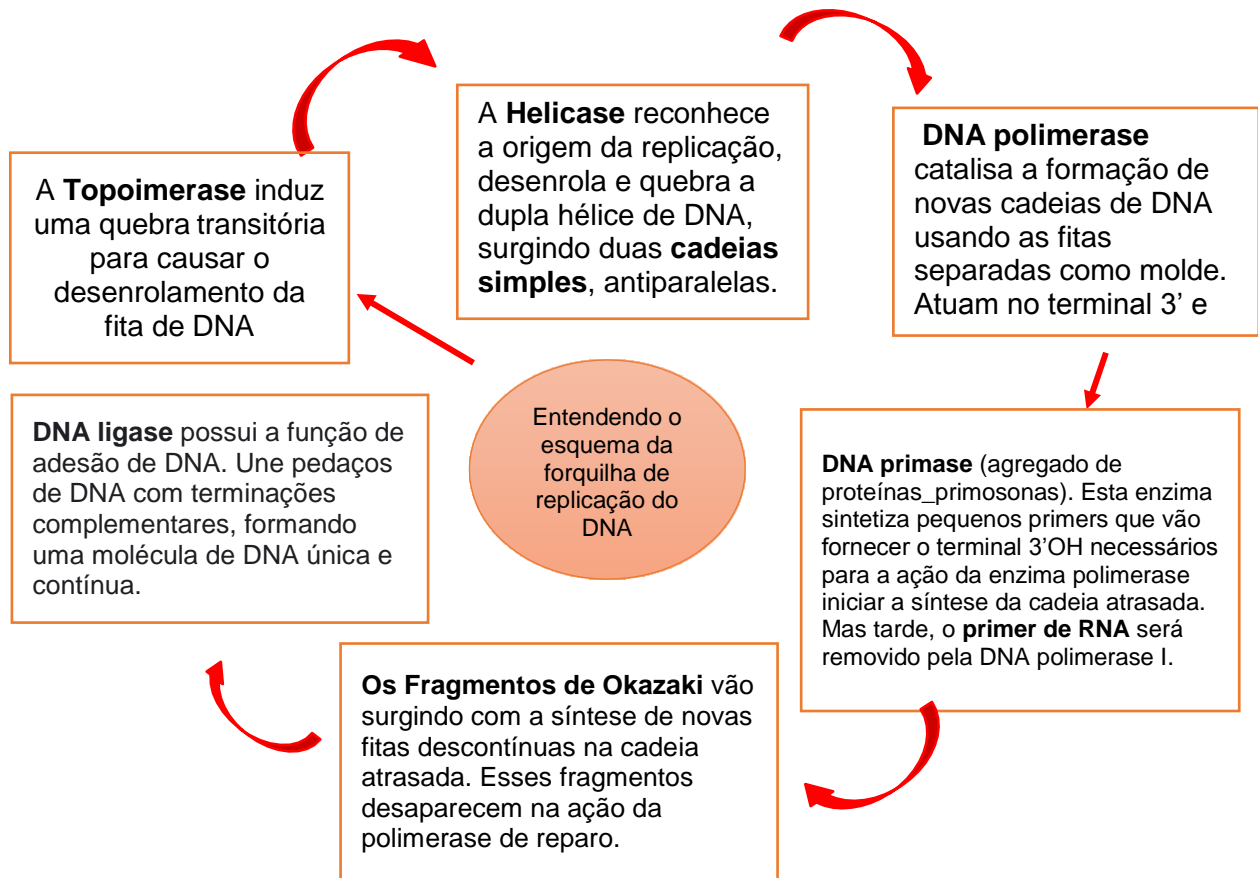 A Topoimerase induz
uma quebra transitória
para causar o
desenrolamento da
fita de DNA
A Helicase reconhece
a origem da replicação,
desenrola e quebra a
dupla hélice de DNA,
surgindo duas cadeias
simples, antiparalelas.
DNA polimerase
catalisa a formação de
novas cadeias de DNA
usando as fitas
separadas como molde.
Atuam no terminal 3’ e
DNA primase (agregado de
proteínas_primosonas). Esta enzima
sintetiza pequenos primers que vão
fornecer o terminal 3’OH necessários
para a ação da enzima polimerase
iniciar a síntese da cadeia atrasada.
Mas tarde, o primer de RNA será
removido pela DNA polimerase I.
Os Fragmentos de Okazaki vão
surgindo com a síntese de novas
fitas descontínuas na cadeia
atrasada. Esses fragmentos
desaparecem na ação da
polimerase de reparo.
DNA ligase possui a função de
adesão de DNA. Une pedaços
de DNA com terminações
complementares, formando
uma molécula de DNA única e
contínua.
Entendendo o
esquema da
forquilha de
replicação do
DNA